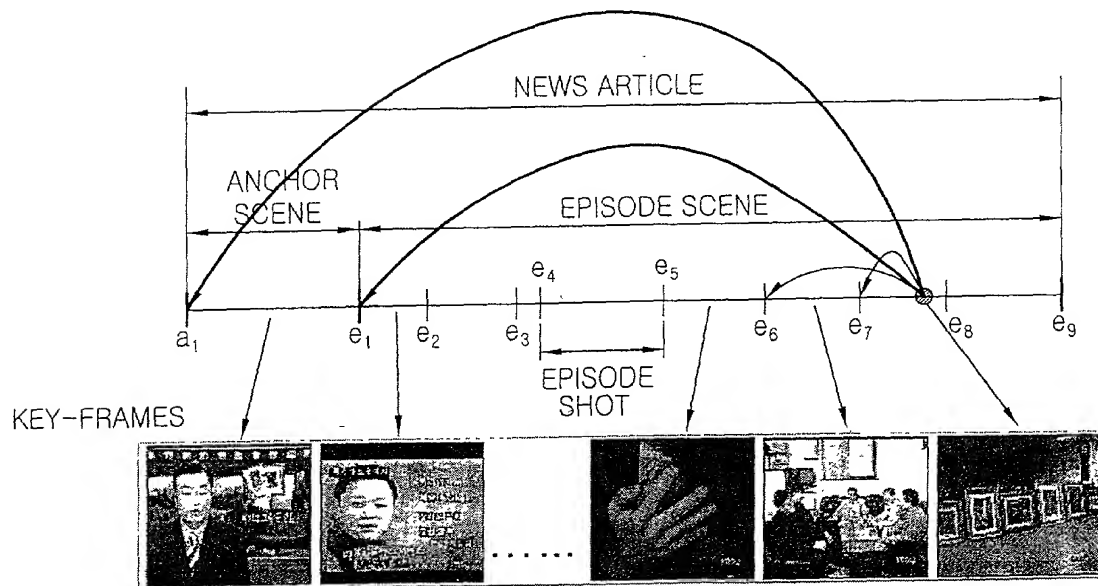 NEWS ARTICLE
ANCHOR
SCENE
EPISODE SCENE
e4
e5
a1
e1
e2
e3
e6
e7
e8
e9
EPISODE
SHOT
KEY-FRAMES
......